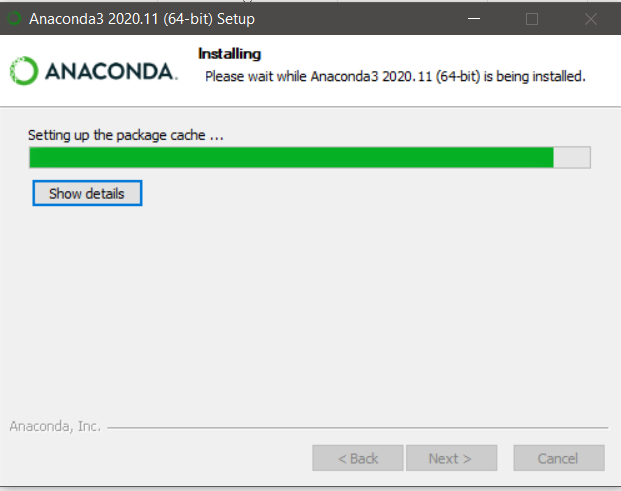 Anaconda3 2020.11 (64-bit) Setup
ANACONDA.
Installing
Please wait while Anaconda3 2020.11 (64-bit) is being installed.
Setting up the package cache ...
Show details
Anaconda, Inc.
< Back
Next >
Cancel